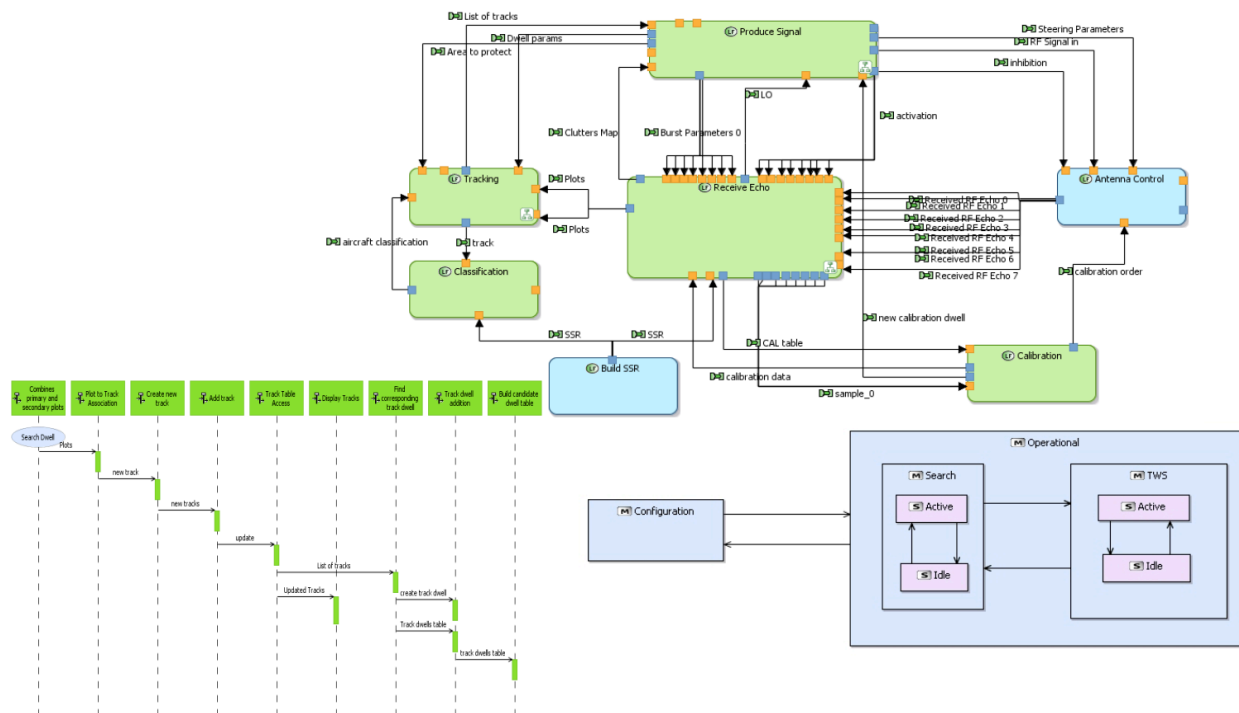 List of tracks
Dwell params
Area to protect
Produce Signal
Steering Parameters
RF Signal in
inhibition
LO
activation
Clutters Map
Burst Parameters 0
Tracking
Plots
Plots
Receive Echo
Antenna Control
Received RF Echo 0
Received RF Echo 1
Received RF Echo 2
Received RF Echo 3
Received RF Echo 4
Received RF Echo 5
Received RF Echo 6
Received RF Echo 7
aircraft classification
track
Classification
calibration order
new calibration dwell
SSR
SSR
CAL table
Build SSR
calibration data
sample_0
Calibration
Combines
primary and
secondary plots
Plot to Track
Association
Create new
track
Add track
Track Table
Access
Display Tracks
Find
corresponding
track dwell
Track dwell
addition
Build candidate
dwell table
Search Dwell
Plots
new track
new tracks
update
List of tracks
Updated Tracks
create track dwell
Track dwells table
track dwells table
M Operational
M Configuration
M Search
S Active
S Idle
M TWS
S Active
S Idle